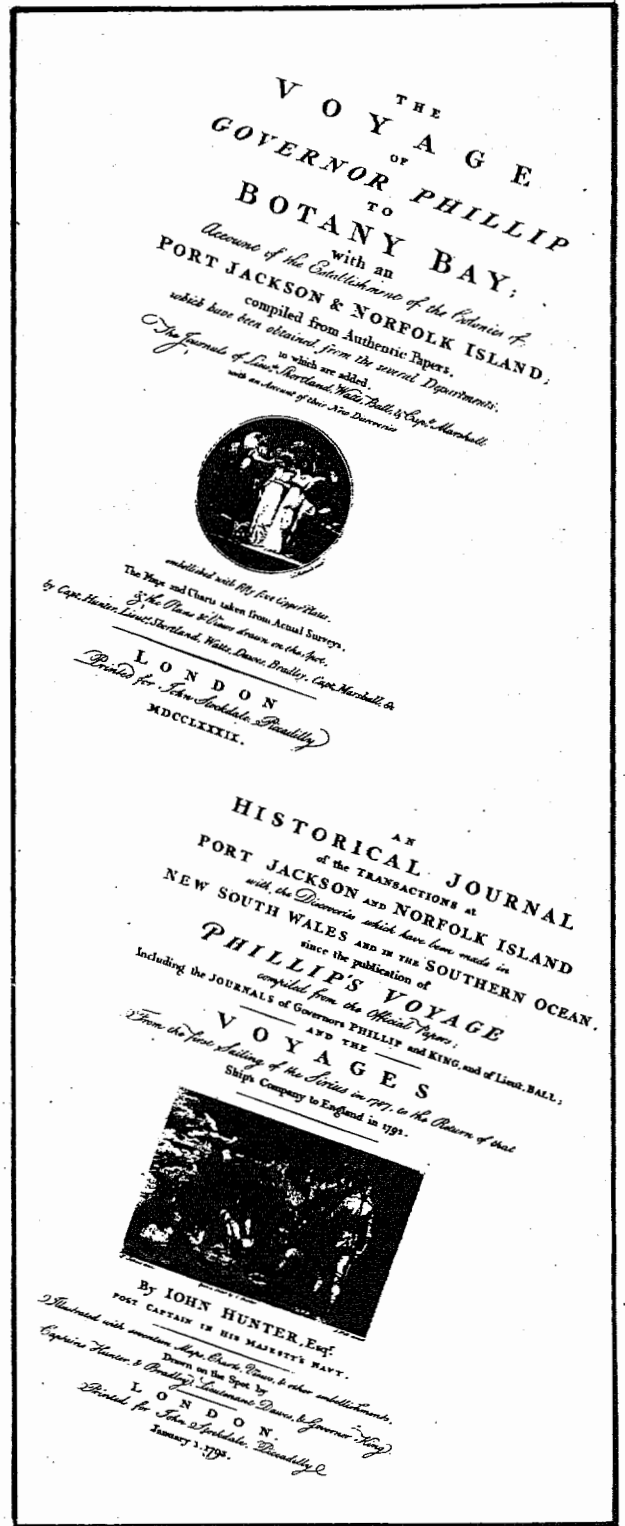 THE
VOYAGE
OF
GOVERNOR PHILLIP
TO
BOTANY BAY;
with an
Account of the Establishment of the Colonies of
PORT JACKSON & NORFOLK ISLAND;
compiled from Authentic Papers,
which have been obtained from the several Departments.
to which are added,
The Journals of Lieuts. Shortland, Watts, Ball, & Capt. Marshall
with an Account of their New Discoveries
embellished with fifty five Copper Plates,
The Maps and Charts taken from Actual Surveys,
& the Plans & Views drawn on the Spot,
by Capt. Hunter, Lieuts. Shortland, Watts, Dawes, Bradley, Capt. Marshall, &c
LONDON
Printed for John Stockdale, Piccadilly
MDCCLXXXIX.
AN
HISTORICAL JOURNAL
of the TRANSACTIONS at
PORT JACKSON AND NORFOLK ISLAND
with the Discoveries which have been made in
NEW SOUTH WALES AND IN THE SOUTHERN OCEAN,
since the publication of
PHILLIP'S VOYAGE
compiled from the Official Papers;
Including the JOURNALS of Governors PHILLIP and KING, and of Lieut. BALL;
AND THE
VOYAGES
From the first Sailing of the Sirius in 1787, to the Return of that
Ship's Company to England in 1792.
By IOHN HUNTER, Esqr.
POST CAPTAIN IN HIS MAJESTY'S NAVY.
Illustrated with seventeen Maps, Charts, Views, & other embellishments,
Drawn on the Spot by
Captains Hunter, & Bradley, Lieutenant Dawes, & Governor King
LONDON.
Printed for John Stockdale, Piccadilly
January 1. 1793.